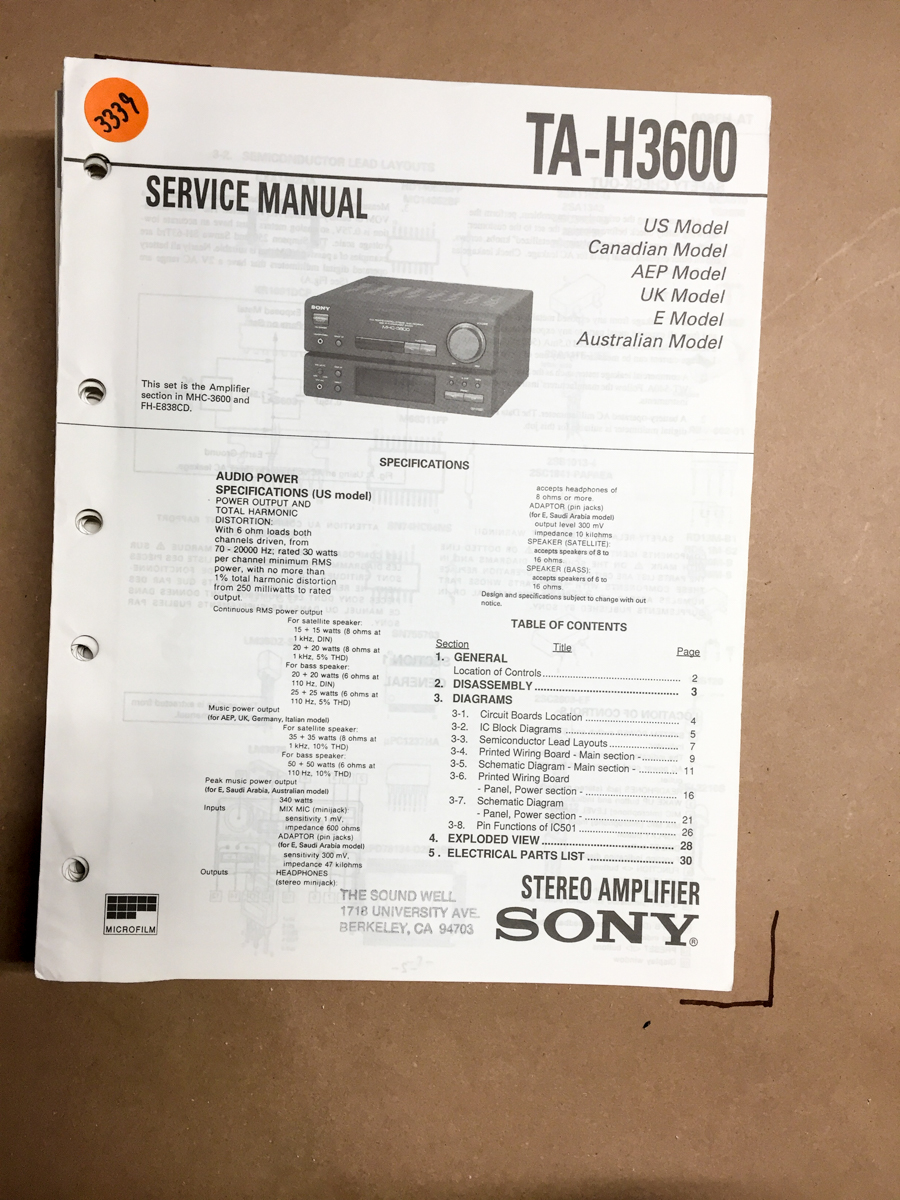 3339
TA-H3600
SERVICE MANUAL
US Model
Canadian Model
AEP Model
UK Model
E Model
Australian Model
SONY
MHC-3600
This set is the Amplifier
section in MHC-3600 and
FH-E838CD.
SPECIFICATIONS
AUDIO POWER
SPECIFICATIONS (US model)
POWER OUTPUT AND
TOTAL HARMONIC
DISTORTION:
With 6 ohm loads both
channels driven, from
70 - 20000 Hz; rated 30 watts
per channel minimum RMS
power, with no more than
1% total harmonic distortion
from 250 milliwatts to rated
output
Continuous RMS power output
For satellite speaker:
15 + 15 watts (8 ohms at
1 kHz, DIN)
20 + 20 watts (8 ohms at
1 kHz, 5% THD)
For bass speaker:
20 + 20 watts (6 ohms at
110 Hz, DIN)
25 + 25 watts (6 ohms at
110 Hz, 5% THD)
Music power output
(for AEP, UK, Germany, Italian model)
For satellite speaker:
35 + 35 watts (8 ohms at
1 kHz, 10% THD)
For bass speaker:
50 + 50 watts (6 ohms at
110 Hz, 10% THD)
Peak music power output
(for E, Saudi Arabia, Australian model)
340 watts
Inputs MIX MIC (minijack)
sensitivity 1 mV,
impedance 600 ohms
ADAPTOR (pin jacks)
(for E, Saudi Arabia model)
sensitivity 300 mV,
impedance 47 kilohms
Outputs HEADPHONES
(stereo minijack):
accepts headphones of
8 ohms or more
ADAPTOR (pin jacks)
(for E, Saudi Arabia model)
output level 300 mV
impedance 10 kilohms
SPEAKER (SATELLITE):
accepts speakers of 8 to
16 ohms.
SPEAKER (BASS):
accepts speakers of 6 to
16 ohms.
Design and specifications subject to change with out
notice.
TABLE OF CONTENTS
Section Title Page
1. GENERAL
Location of Controls ........ 2
2. DISASSEMBLY ........ 3
3. DIAGRAMS
3-1. Circuit Boards Location ........ 4
3-2. IC Block Diagrams ........ 5
3-3. Semiconductor Lead Layouts ........ 7
3-4. Printed Wiring Board - Main section - ........ 9
3-5. Schematic Diagram - Main section - ........ 11
3-6. Printed Wiring Board
- Panel, Power section - ........ 16
3-7. Schematic Diagram
- Panel, Power section - ........ 21
3-8. Pin Functions of IC501 ........ 26
4. EXPLODED VIEW ........ 28
5. ELECTRICAL PARTS LIST ........ 30
MICROFILM
THE SOUND WELL
1718 UNIVERSITY AVE.
BERKELEY, CA 94703
STEREO AMPLIFIER
SONY®